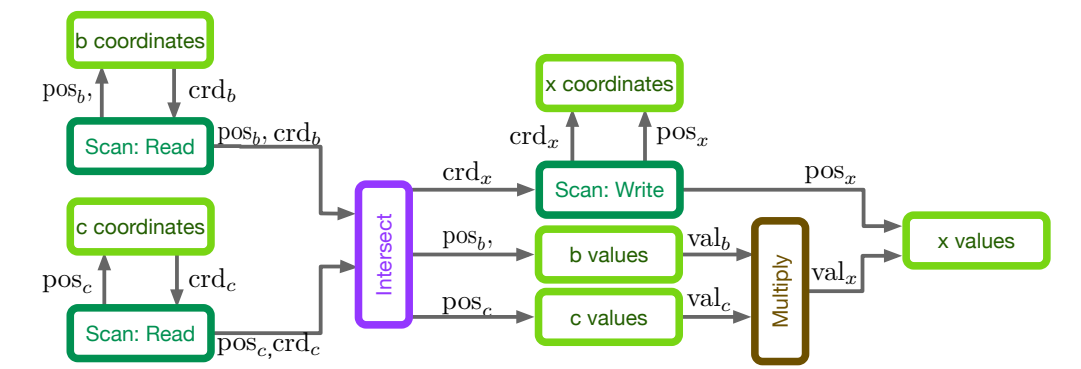 b coordinates
pos_b,
crd_b
Scan: Read
pos_b, crd_b
c coordinates
pos_c
crd_c
Scan: Read
pos_c,crd_c
Intersect
x coordinates
crd_x
pos_x
crd_x
Scan: Write
pos_x
pos_b,
b values
val_b
pos_c
c values
val_c
Multiply
val_x
x values